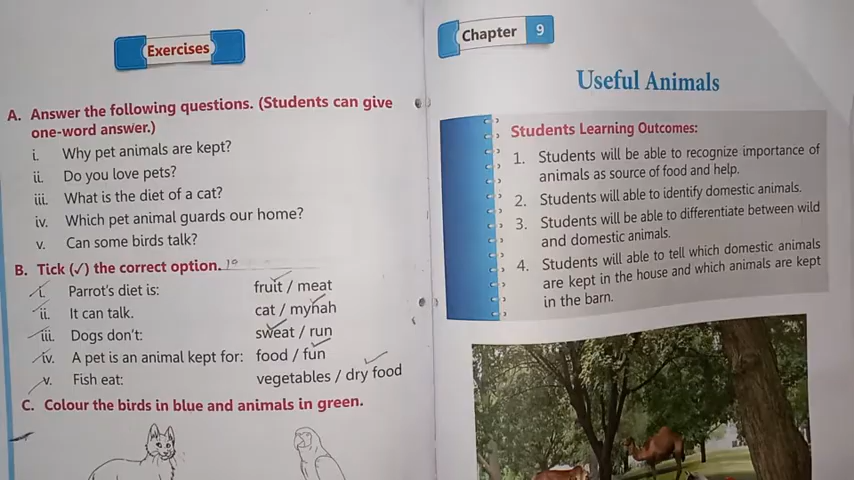 Exercises
A. Answer the following questions. (Students can give
one-word answer.)
i. Why pet animals are kept?
ii. Do you love pets?
iii. What is the diet of a cat?
iv. Which pet animal guards our home?
v. Can some birds talk?
B. Tick (✓) the correct option.
i. Parrot's diet is: fruit / meat
ii. It can talk. cat / mynah
iii. Dogs don't: sweat / run
iv. A pet is an animal kept for: food / fun
v. Fish eat: vegetables / dry food
C. Colour the birds in blue and animals in green.
Chapter 9
Useful Animals
Students Learning Outcomes:
1. Students will be able to recognize importance of
animals as source of food and help.
2. Students will able to identify domestic animals.
3. Students will be able to differentiate between wild
and domestic animals.
4. Students will able to tell which domestic animals
are kept in the house and which animals are kept
in the barn.